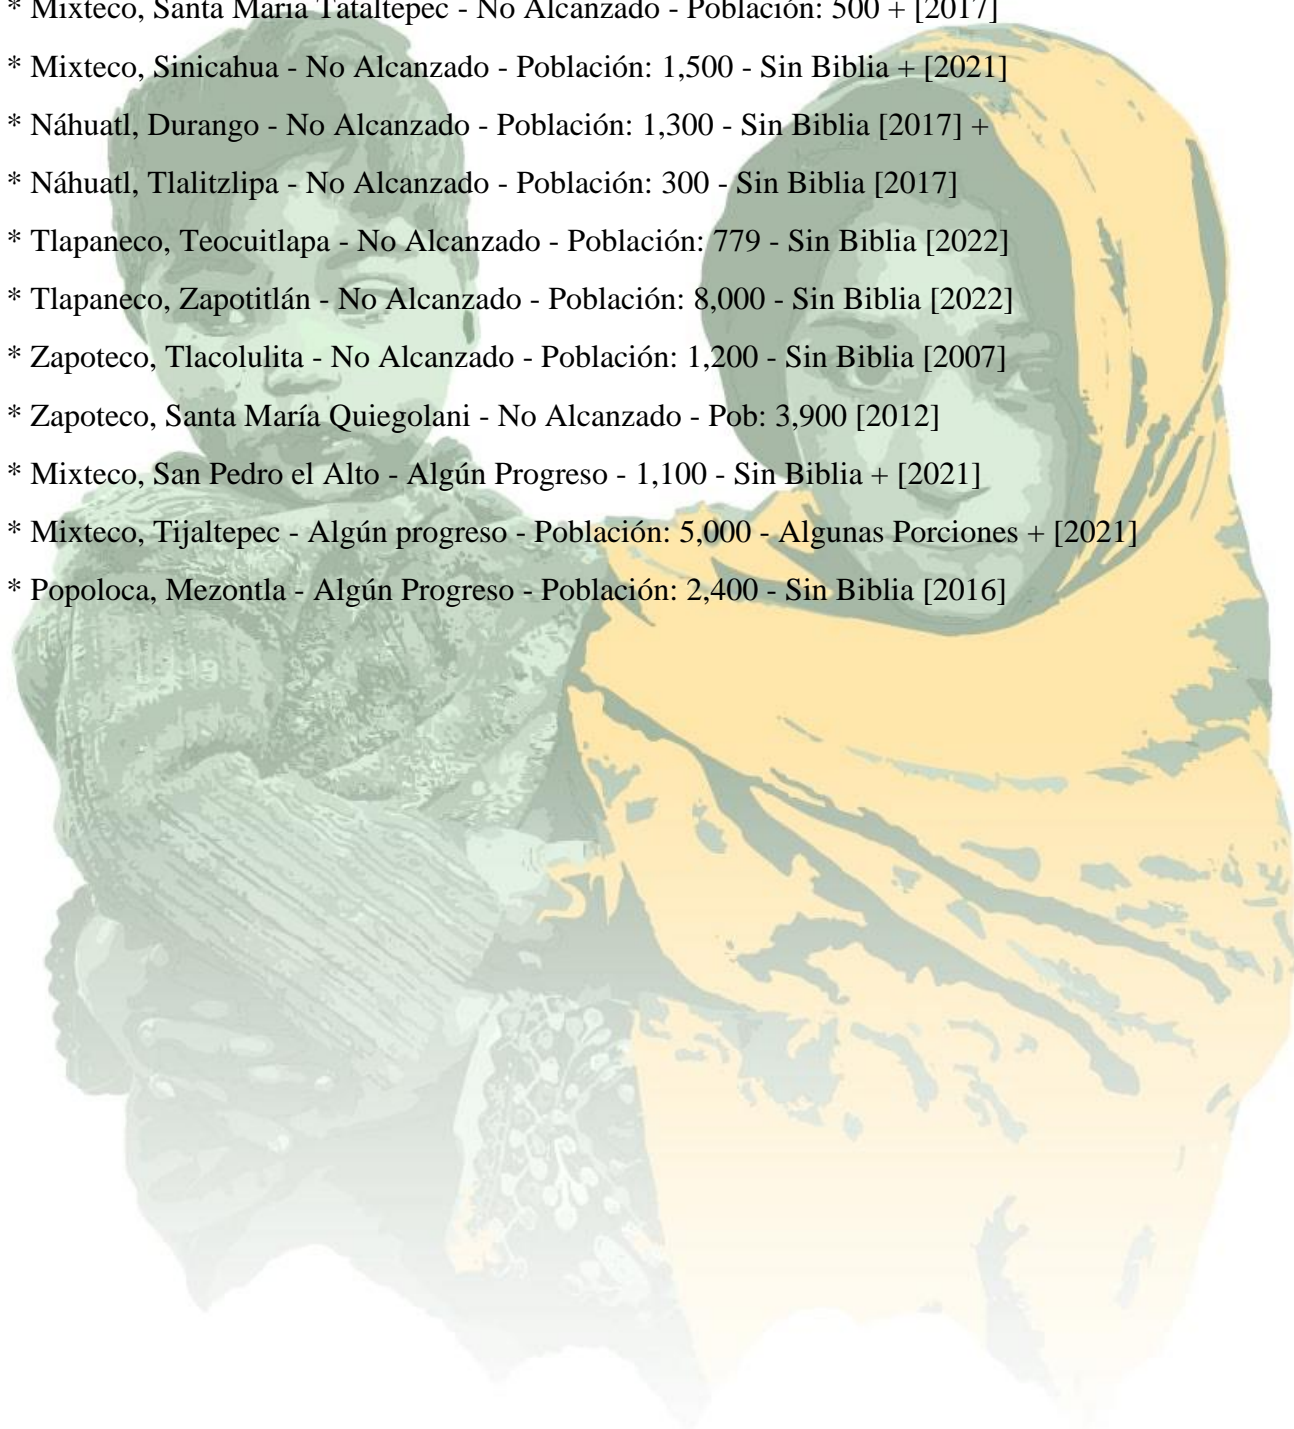 * Mixteco, Santa María Tataltepec - No Alcanzado - Población: 500 + [2017]
* Mixteco, Sinicahua - No Alcanzado - Población: 1,500 - Sin Biblia + [2021]
* Náhuatl, Durango - No Alcanzado - Población: 1,300 - Sin Biblia [2017] +
* Náhuatl, Tlalitzlipa - No Alcanzado - Población: 300 - Sin Biblia [2017]
* Tlapaneco, Teocuitlapa - No Alcanzado - Población: 779 - Sin Biblia [2022]
* Tlapaneco, Zapotitlán - No Alcanzado - Población: 8,000 - Sin Biblia [2022]
* Zapoteco, Tlacolulita - No Alcanzado - Población: 1,200 - Sin Biblia [2007]
* Zapoteco, Santa María Quiegolani - No Alcanzado - Pob: 3,900 [2012]
* Mixteco, San Pedro el Alto - Algún Progreso - 1,100 - Sin Biblia + [2021]
* Mixteco, Tijaltepec - Algún progreso - Población: 5,000 - Algunas Porciones + [2021]
* Popoloca, Mezontla - Algún Progreso - Población: 2,400 - Sin Biblia [2016]